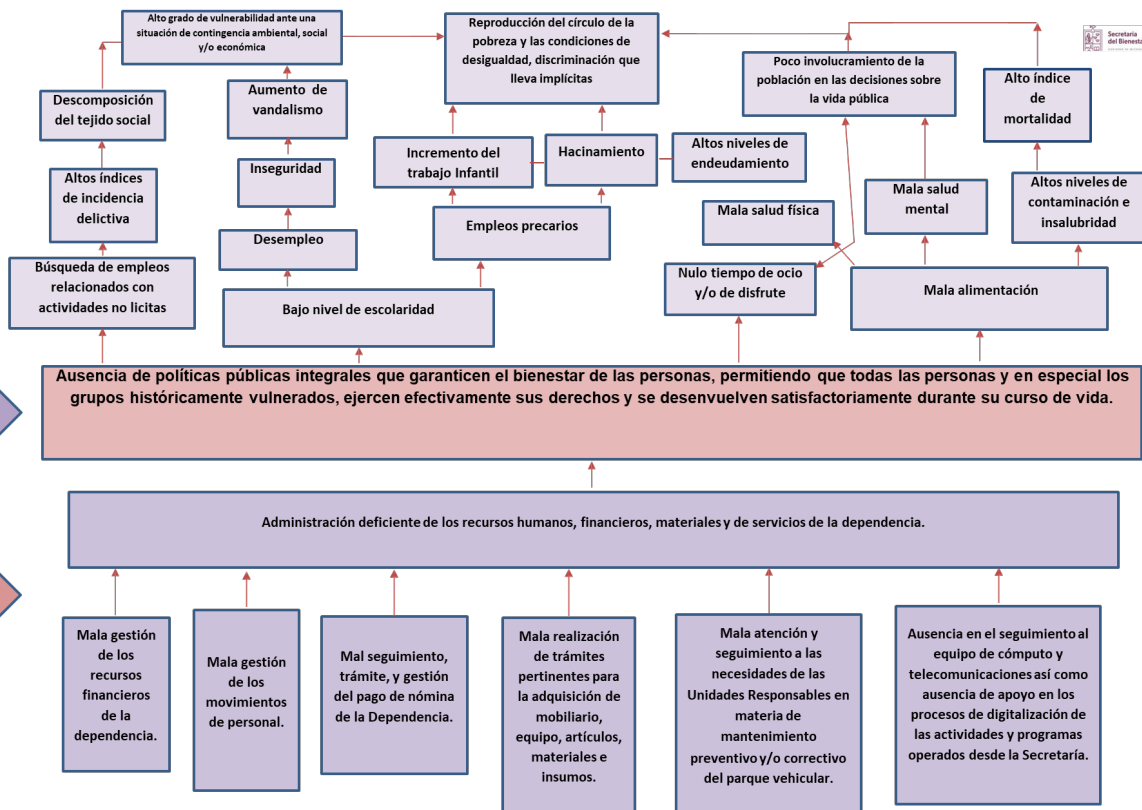 Alto grado de vulnerabilidad ante una
situación de contingencia ambiental, social
y/o económica
Reproducción del círculo de la
pobreza y las condiciones de
desigualdad, discriminación que
lleva implícitas
Secretaría
del Bienestar
Poco involucramiento de la
población en las decisiones sobre
la vida pública
Alto índice
de
mortalidad
Descomposición
del tejido social
Aumento de
vandalismo
Incremento del
trabajo Infantil
Hacinamiento
Altos niveles de
endeudamiento
Inseguridad
Altos índices
de incidencia
delictiva
Mala salud física
Mala salud
mental
Altos niveles de
contaminación e
insalubridad
Desempleo
Empleos precarios
Búsqueda de empleos
relacionados con
actividades no licitas
Bajo nivel de escolaridad
Nulo tiempo de ocio
y/o de disfrute
Mala alimentación
Ausencia de políticas públicas integrales que garanticen el bienestar de las personas, permitiendo que todas las personas y en especial los
grupos históricamente vulnerados, ejercen efectivamente sus derechos y se desenvuelven satisfactoriamente durante su curso de vida.
Administración deficiente de los recursos humanos, financieros, materiales y de servicios de la dependencia.
Mala gestión
de los
recursos
financieros
de la
dependencia.
Mala gestión
de los
movimientos
de personal.
Mal seguimiento,
trámite, y gestión
del pago de nómina
de la Dependencia.
Mala realización
de trámites
pertinentes para
la adquisición de
mobiliario,
equipo, artículos,
materiales e
insumos.
Mala atención y
seguimiento a las
necesidades de las
Unidades Responsables en
materia de
mantenimiento
preventivo y/o correctivo
del parque vehicular.
Ausencia en el seguimiento al
equipo de cómputo y
telecomunicaciones así como
ausencia de apoyo en los
procesos de digitalización de
las actividades y programas
operados desde la Secretaría.